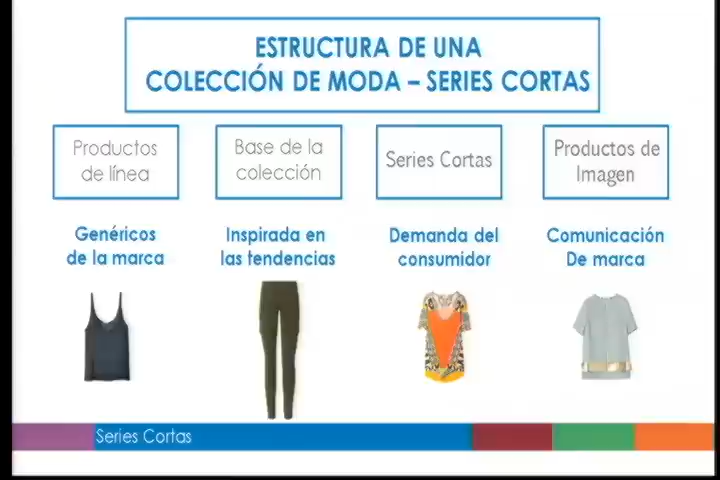 ESTRUCTURA DE UNA
COLECCIÓN DE MODA – SERIES CORTAS
Productos
de línea
Base de la
colección
Series Cortas
Productos de
Imagen
Genéricos
de la marca
Inspirada en
las tendencias
Demanda del
consumidor
Comunicación
De marca
Series Cortas